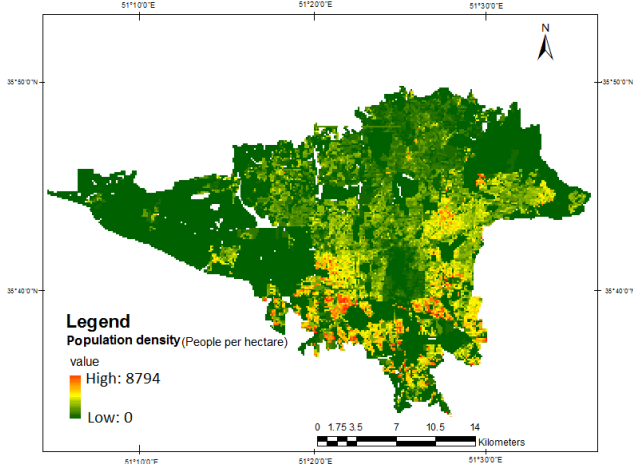 51°10'0"E 51°20'0"E 51°30'0"E
N
35°50'0"N 35°50'0"N
35°40'0"N 35°40'0"N
Legend
Population density (People per hectare)
value
High: 8794
Low: 0
0 1.75 3.5 7 10.5 14
Kilometers
51°10'0"E 51°20'0"E 51°30'0"E